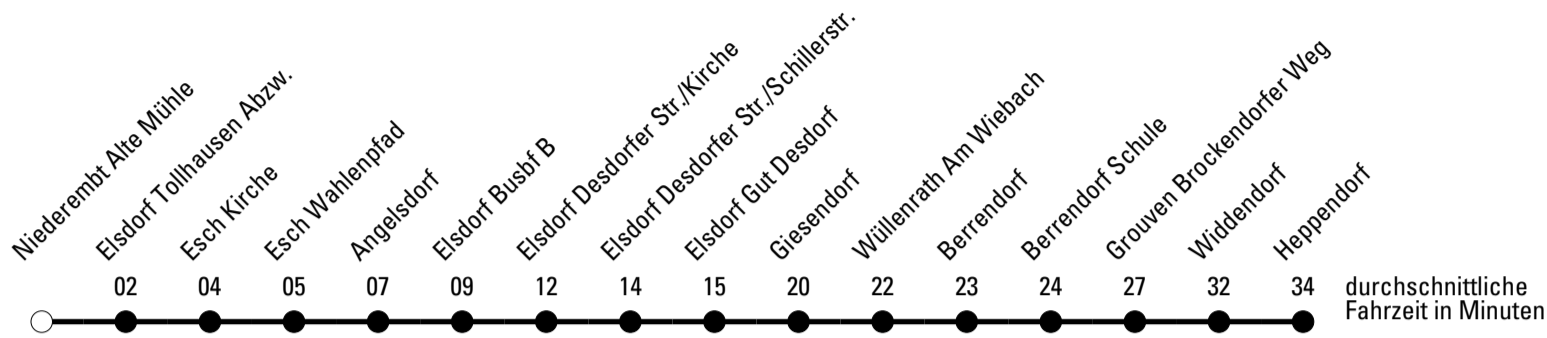 Niederembt Alte Mühle
Elsdorf Tollhausen Abzw.
Esch Kirche
Esch Wahlenpfad
Angelsdorf
Elsdorf Busbf B
Elsdorf Desdorfer Str./Kirche
Elsdorf Desdorfer Str./Schillerstr.
Elsdorf Gut Desdorf
Giesendorf
Wüllenrath Am Wiebach
Berrendorf
Berrendorf Schule
Grouven Brockendorfer Weg
Widdendorf
Heppendorf
02 04 05 07 09 12 14 15 20 22 23 24 27 32 34
durchschnittliche
Fahrzeit in Minuten